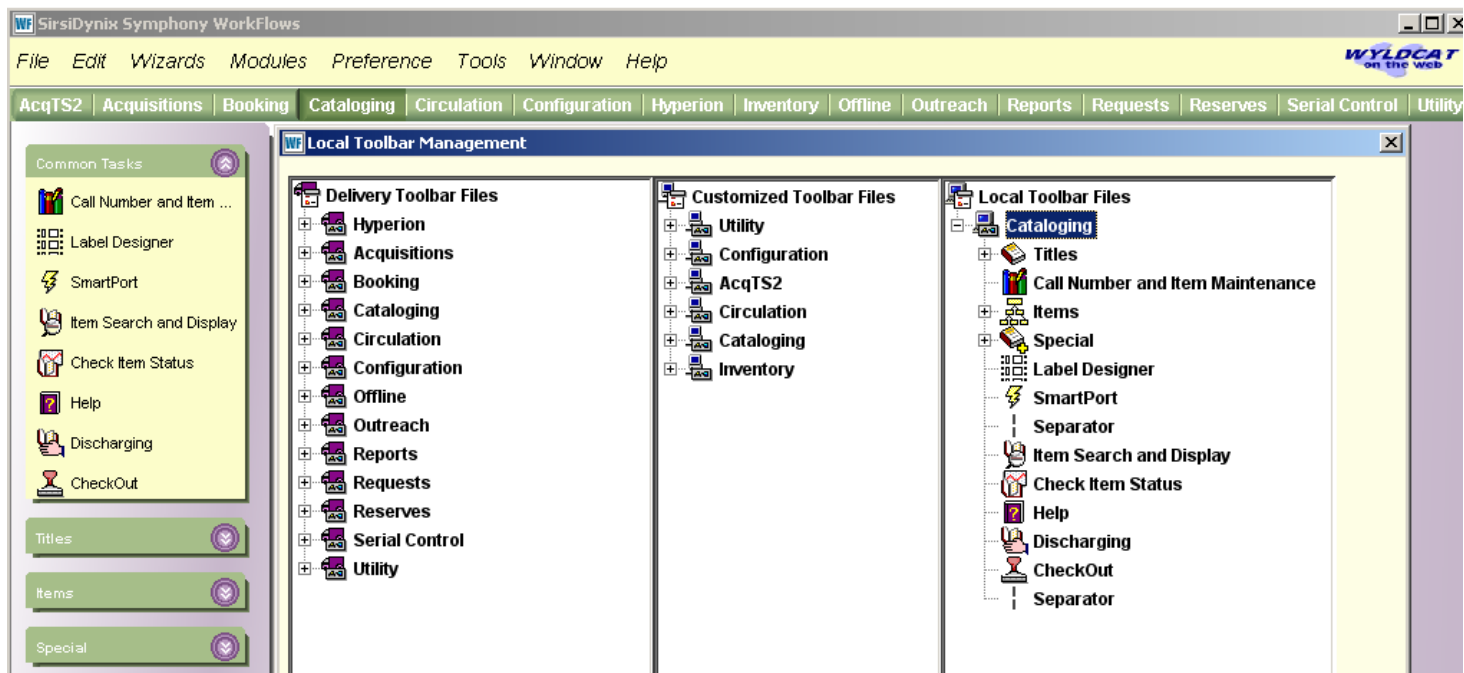 WF SirsiDynix Symphony WorkFlows
File Edit Wizards Modules Preference Tools Window Help
WYLDCAT
on the web
AcqTS2 Acquisitions Booking Cataloging Circulation Configuration Hyperion Inventory Offline Outreach Reports Requests Reserves Serial Control Utility
Common Tasks
Call Number and Item ...
Label Designer
SmartPort
Item Search and Display
Check Item Status
Help
Discharging
CheckOut
Titles
Items
Special
WF Local Toolbar Management
Delivery Toolbar Files
Hyperion
Acquisitions
Booking
Cataloging
Circulation
Configuration
Offline
Outreach
Reports
Requests
Reserves
Serial Control
Utility
Customized Toolbar Files
Utility
Configuration
AcqTS2
Circulation
Cataloging
Inventory
Local Toolbar Files
Cataloging
Titles
Call Number and Item Maintenance
Items
Special
Label Designer
SmartPort
Separator
Item Search and Display
Check Item Status
Help
Discharging
CheckOut
Separator